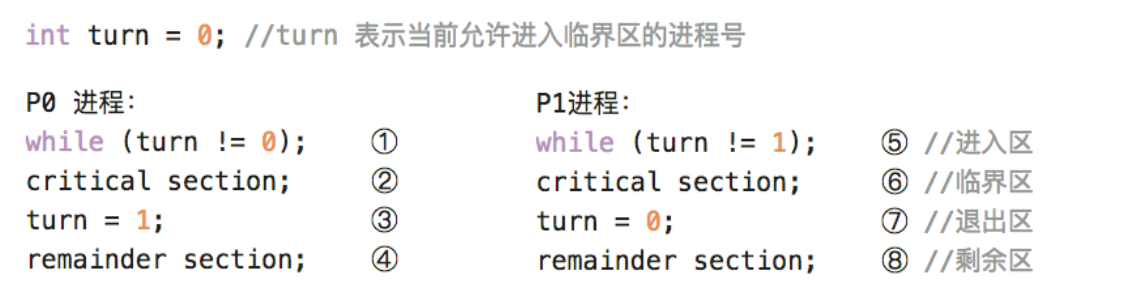 int turn = 0; //turn 表示当前允许进入临界区的进程号
P0 进程：
while (turn != 0); ①
critical section; ②
turn = 1; ③
remainder section; ④
P1进程：
while (turn != 1); ⑤ //进入区
critical section; ⑥ //临界区
turn = 0; ⑦ //退出区
remainder section; ⑧ //剩余区